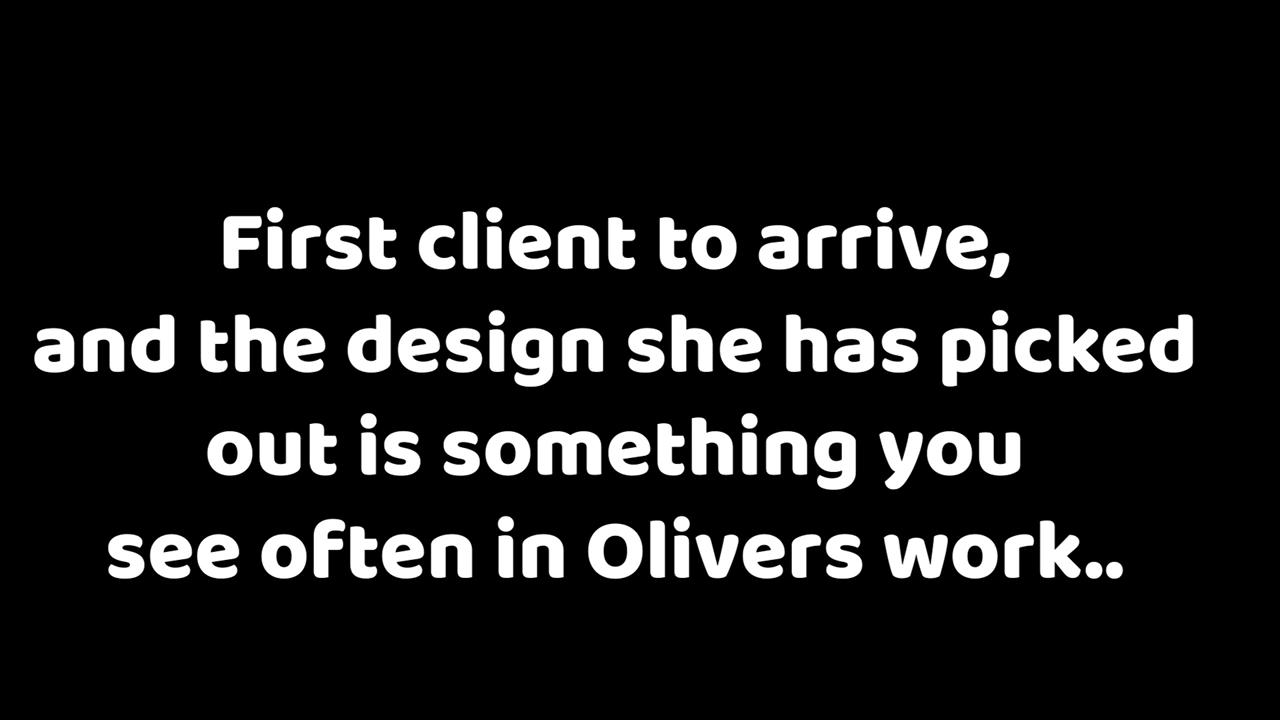 First client to arrive,
and the design she has picked
out is something you
see often in Olivers work..